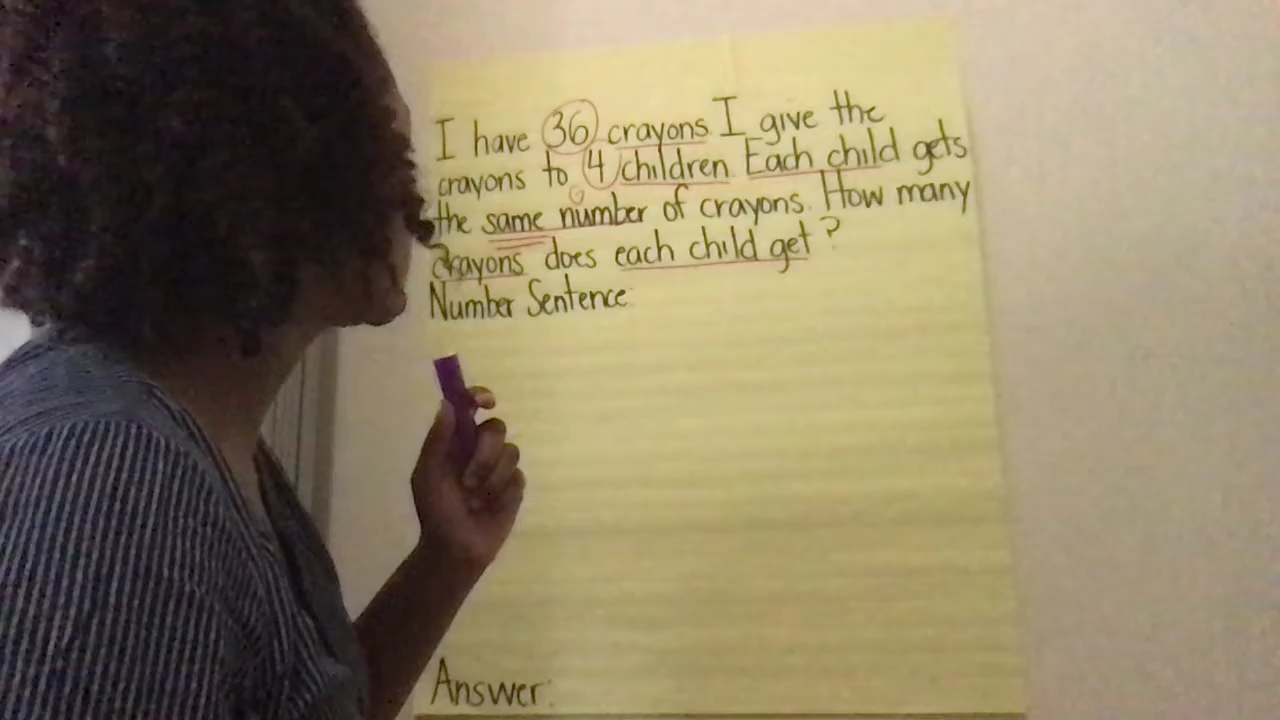 I have 36 crayons. I give the
crayons to 4 children. Each child gets
the same number of crayons. How many
crayons does each child get?
Number Sentence:
Answer: